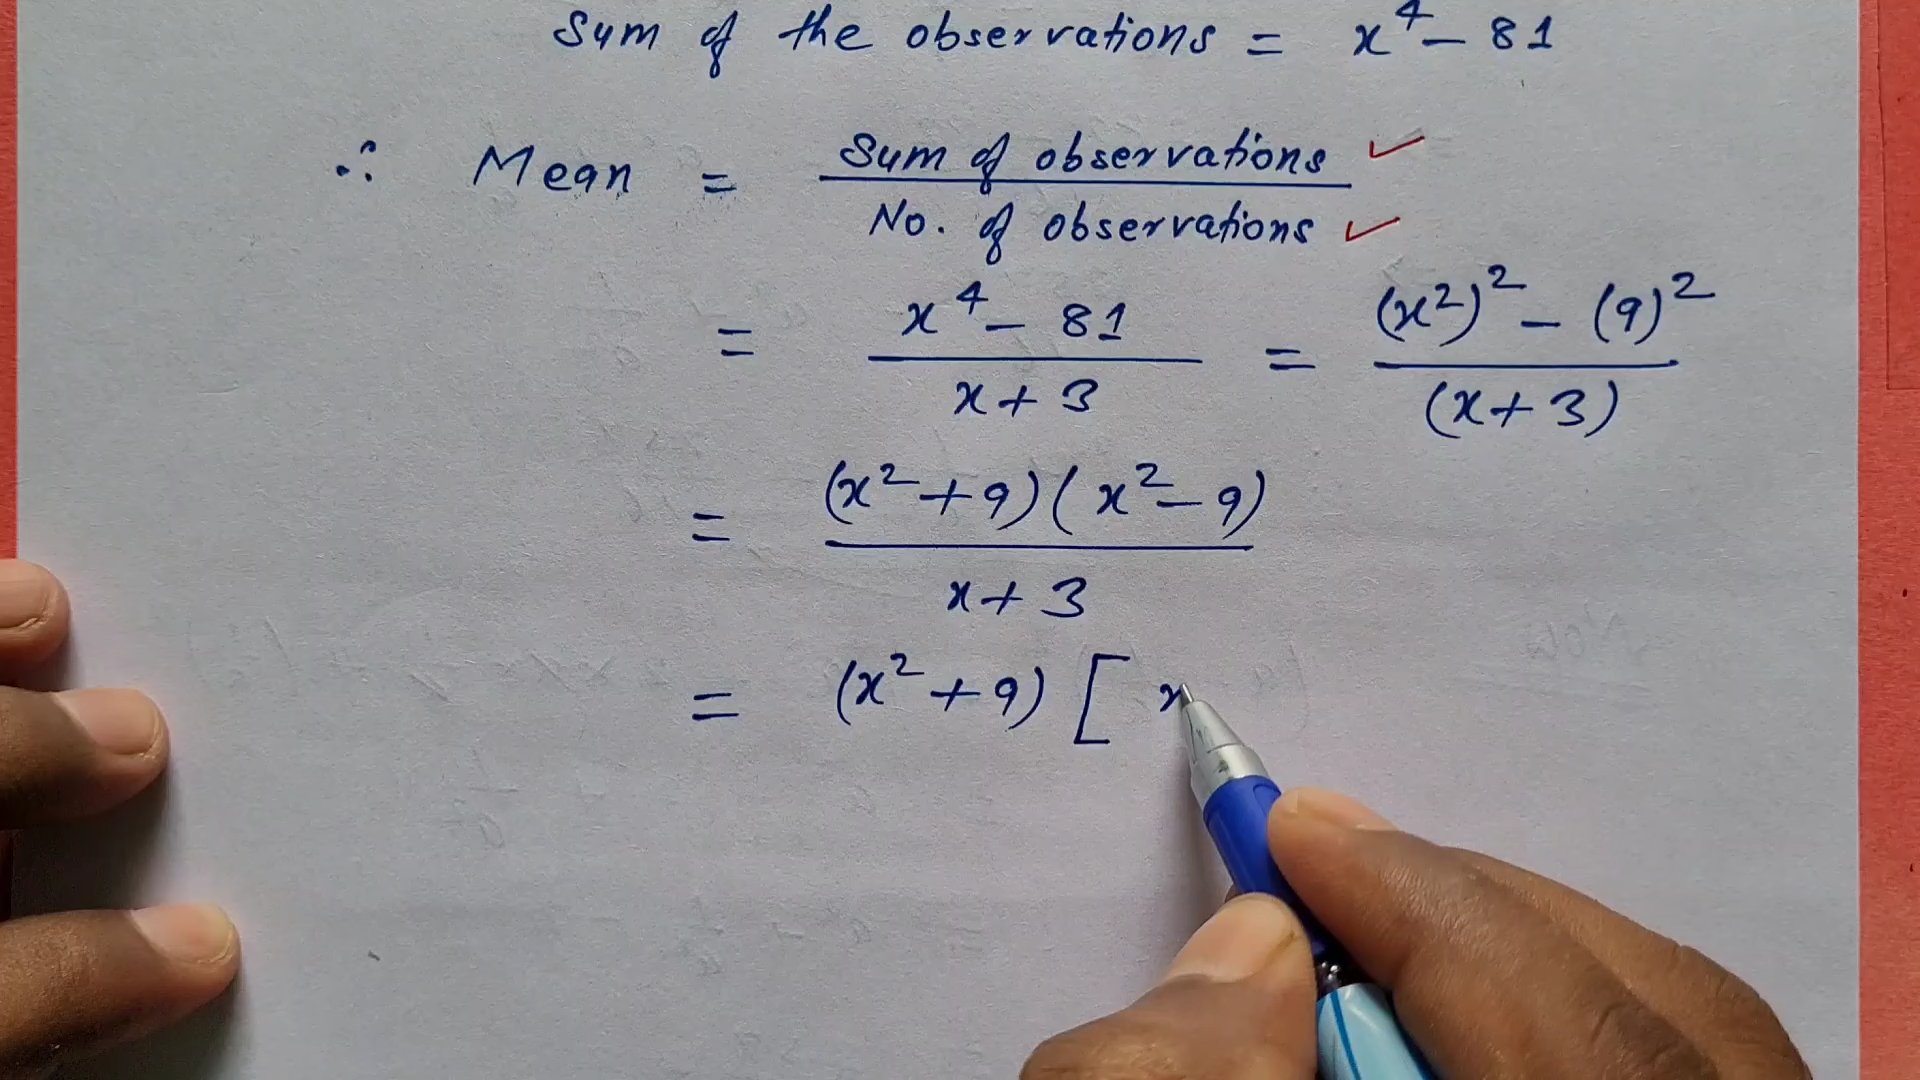 Sum of the observations = x⁴ - 81
∴ Mean = Sum of observations ✓
No. of observations ✓
= x⁴ - 81 / x + 3 = (x²)² - (9)² / (x + 3)
= (x² + 9)(x² - 9)
x + 3
= (x² + 9) [ x